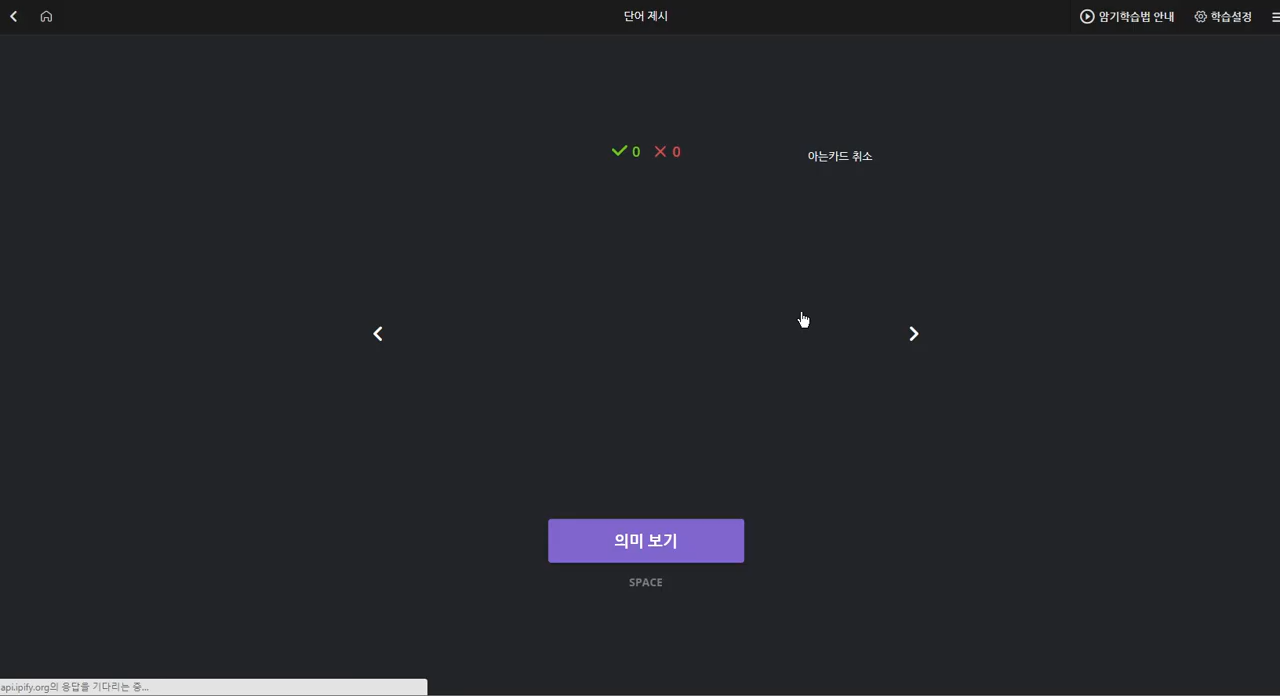 단어 제시
암기학습법 안내
학습설정
0
0
아는카드 취소
의미 보기
SPACE
api.ipify.org의 응답을 기다리는 중...